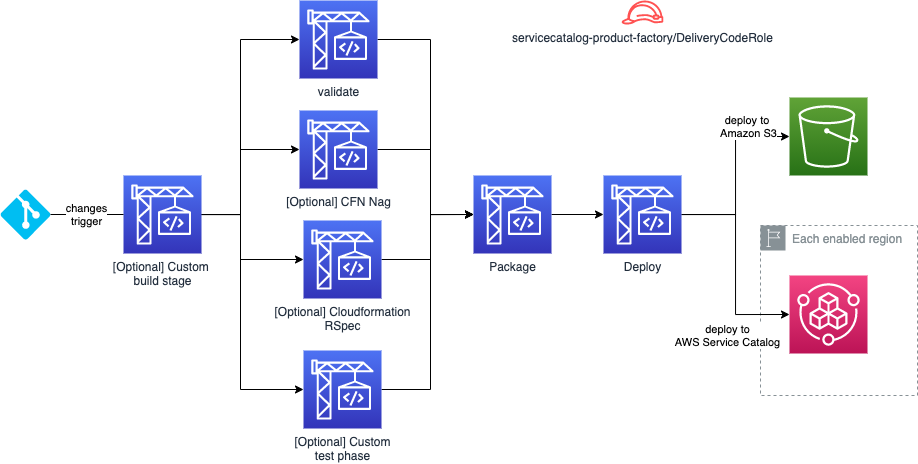 servicecatalog-product-factory/DeliveryCodeRole
validate
[Optional] CFN Nag
changes
trigger
[Optional] Custom
build stage
[Optional] Cloudformation
RSpec
[Optional] Custom
test phase
Package
Deploy
deploy to
Amazon S3
Each enabled region
deploy to
AWS Service Catalog